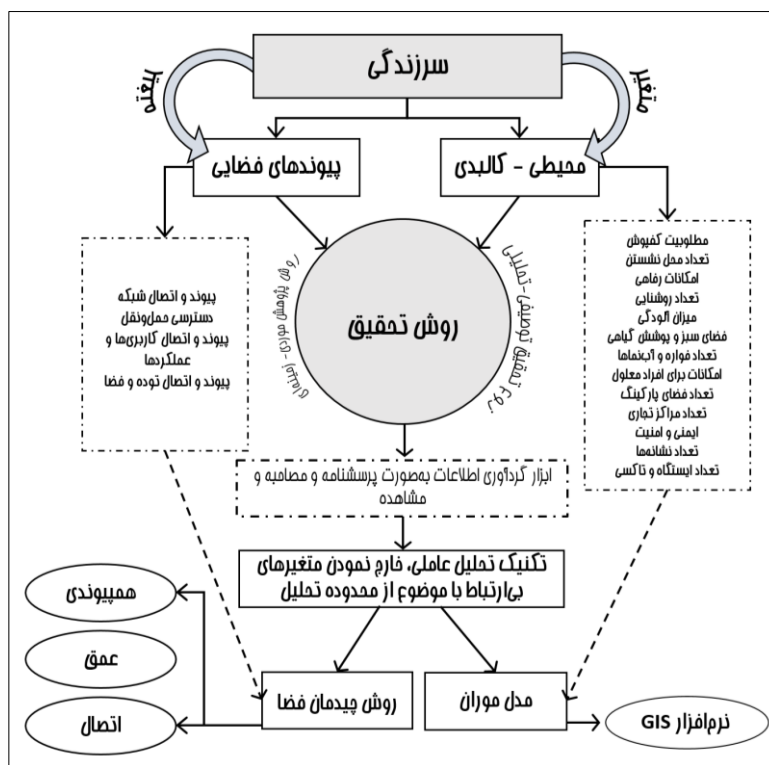 سرزندگی
متغیر
متغیر
محیطی - کالبدی
پیوندهای فضایی
مطلوبیت کفپوش
تعداد محل نشستن
امکانات رفاهی
تعداد روشنایی
میزان آلودگی
فضای سبز و پوشش گیاهی
تعداد فواره و آب‌نماها
امکانات برای افراد معلول
تعداد فضای پارکینگ
تعداد مراکز تجاری
ایمنی و امنیت
تعداد نشانه‌ها
تعداد ایستگاه و تاکسی
پیوند و اتصال شبکه
دسترسی حمل‌ونقل
پیوند و اتصال کاربری‌ها و
عملکردها
پیوند و اتصال توده و فضا
روش تحقیق
نوع تحقیق توصیفی-تحلیلی
روش پژوهش موردی - زمینه‌ای
ابزار گردآوری اطلاعات به‌صورت پرسشنامه و مصاحبه و
مشاهده
تکنیک تحلیل عاملی، خارج نمودن متغیرهای
بی‌ارتباط با موضوع از محدوده تحلیل
مدل موران
روش چیدمان فضا
نرم‌افزار GIS
همپیوندی
عمق
اتصال